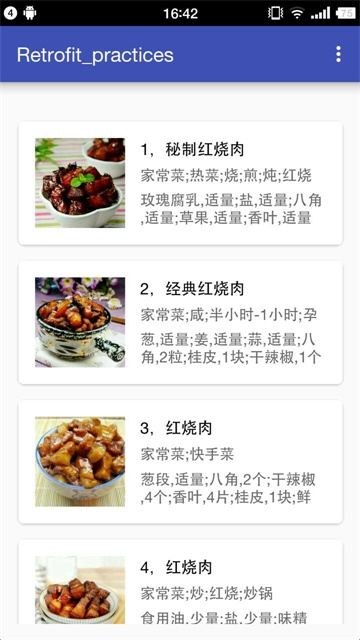 4 16:42 75
Retrofit_practices
1, 秘制红烧肉
家常菜;热菜;烧;煎;炖;红烧
玫瑰腐乳,适量;盐,适量;八角
,适量;草果,适量;香叶,适量
2, 经典红烧肉
家常菜;咸;半小时-1小时;孕
葱,适量;姜,适量;蒜,适量;八
角,2粒;桂皮,1块;干辣椒,1个
3, 红烧肉
家常菜;快手菜
葱段,适量;八角,2个;干辣椒
,4个;香叶,4片;桂皮,1块;鲜
4, 红烧肉
家常菜;炒;红烧;炒锅
食用油,少量;盐,少量;味精